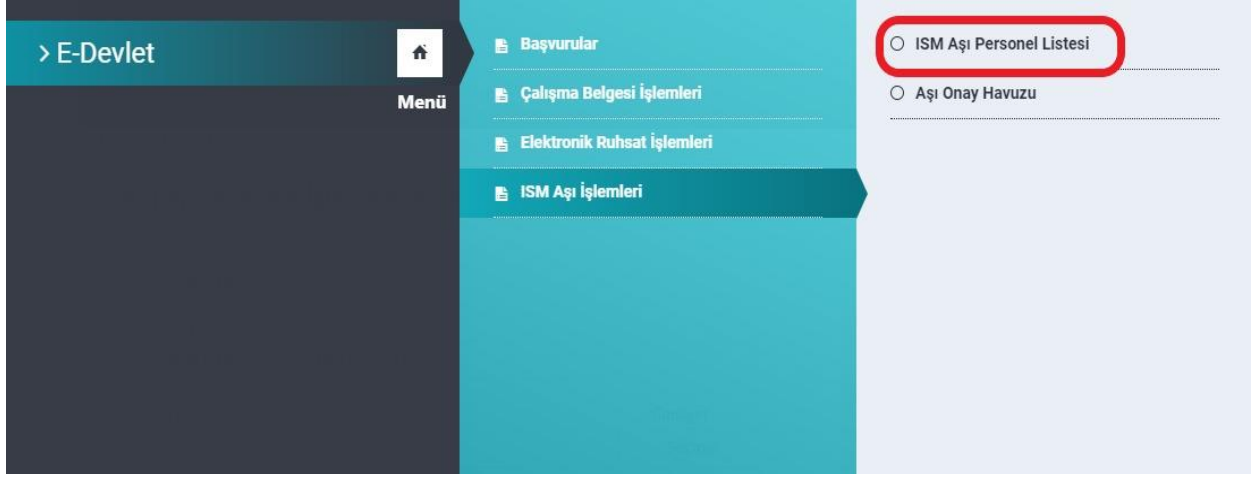 > E-Devlet
Menü
Başvurular
Çalışma Belgesi İşlemleri
Elektronik Ruhsat İşlemleri
ISM Aşı İşlemleri
ISM Aşı Personel Listesi
Aşı Onay Havuzu